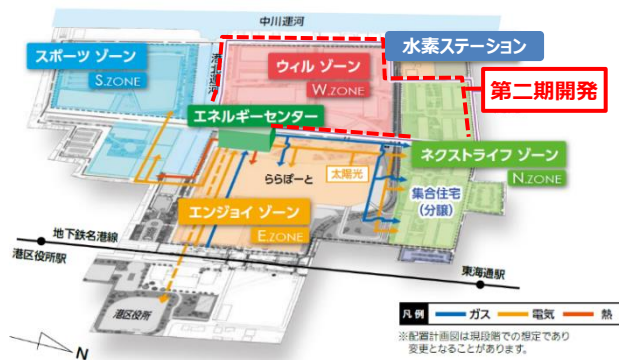 中川運河
水素ステーション
スポーツ ゾーン
S.ZONE
港北運河
ウィル ゾーン
W.ZONE
第二期開発
エネルギーセンター
ネクストライフ ゾーン
N.ZONE
太陽光
ららぽーと
集合住宅
(分譲)
エンジョイ ゾーン
E.ZONE
地下鉄名港線
港区役所駅
東海通駅
港区役所
凡例 ガス 電気 熱
※配置計画図は現段階での想定であり
変更となることがあります。
N